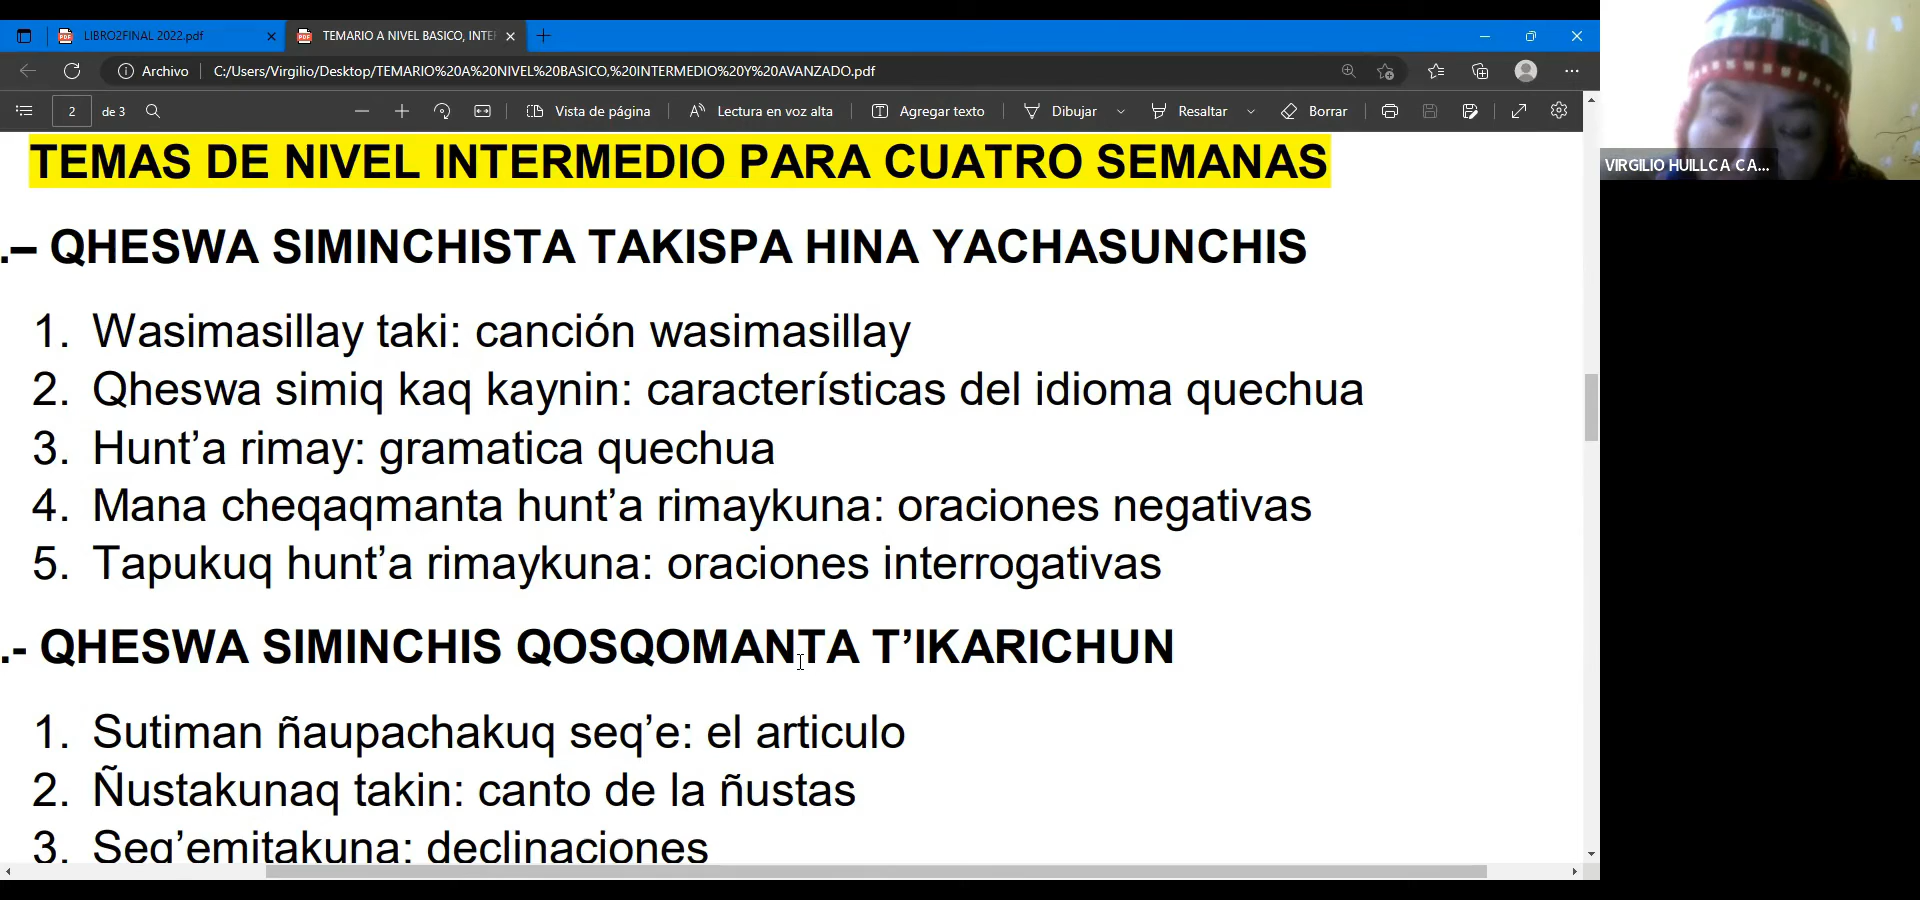 LIBRO2FINAL 2022.pdf
TEMARIO A NIVEL BASICO, INTE
Archivo
C:/Users/Virgilio/Desktop/TEMARIO%20A%20NIVEL%20BASICO,%20INTERMEDIO%20Y%20AVANZADO.pdf
2 de 3
Vista de página
Lectura en voz alta
Agregar texto
Dibujar
Resaltar
Borrar
VIRGILIO HUILLCA CA...
TEMAS DE NIVEL INTERMEDIO PARA CUATRO SEMANAS
.– QHESWA SIMINCHISTA TAKISPA HINA YACHASUNCHIS
1. Wasimasillay taki: canción wasimasillay
2. Qheswa simiq kaq kaynin: características del idioma quechua
3. Hunt’a rimay: gramatica quechua
4. Mana cheqaqmanta hunt’a rimaykuna: oraciones negativas
5. Tapukuq hunt’a rimaykuna: oraciones interrogativas
.- QHESWA SIMINCHIS QOSQOMANTA T’IKARICHUN
1. Sutiman ñaupachakuq seq’e: el articulo
2. Ñustakunaq takin: canto de la ñustas
3. Seq’emitakuna: declinaciones